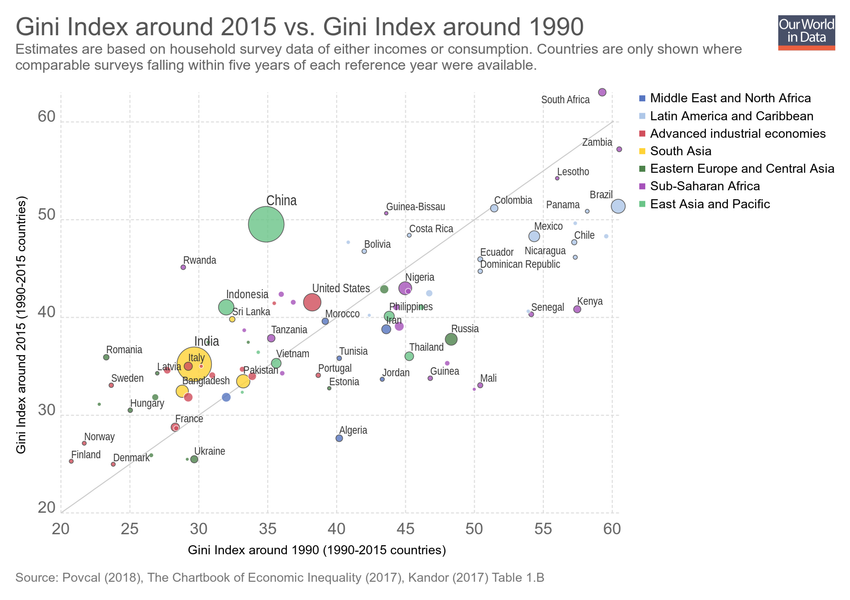 Gini Index around 2015 vs. Gini Index around 1990
Our World
in Data
Estimates are based on household survey data of either incomes or consumption. Countries are only shown where
comparable surveys falling within five years of each reference year were available.
Gini Index around 2015 (1990-2015 countries)
60
50
40
30
20
South Africa
Zambia
Lesotho
Brazil
Panama
Colombia
China
Guinea-Bissau
Costa Rica
Mexico
Chile
Bolivia
Ecuador
Nicaragua
Dominican Republic
Rwanda
Nigeria
Indonesia
United States
Sri Lanka
Morocco
Philippines
Iran
Senegal
Kenya
Tanzania
Russia
India
Romania
Italy
Vietnam
Tunisia
Thailand
Latvia
Pakistan
Portugal
Jordan
Guinea
Mali
Sweden
Bangladesh
Estonia
Hungary
France
Algeria
Norway
Ukraine
Finland
Denmark
20
25
30
35
40
45
50
55
60
Gini Index around 1990 (1990-2015 countries)
Middle East and North Africa
Latin America and Caribbean
Advanced industrial economies
South Asia
Eastern Europe and Central Asia
Sub-Saharan Africa
East Asia and Pacific
Source: Povcal (2018), The Chartbook of Economic Inequality (2017), Kandor (2017) Table 1.B